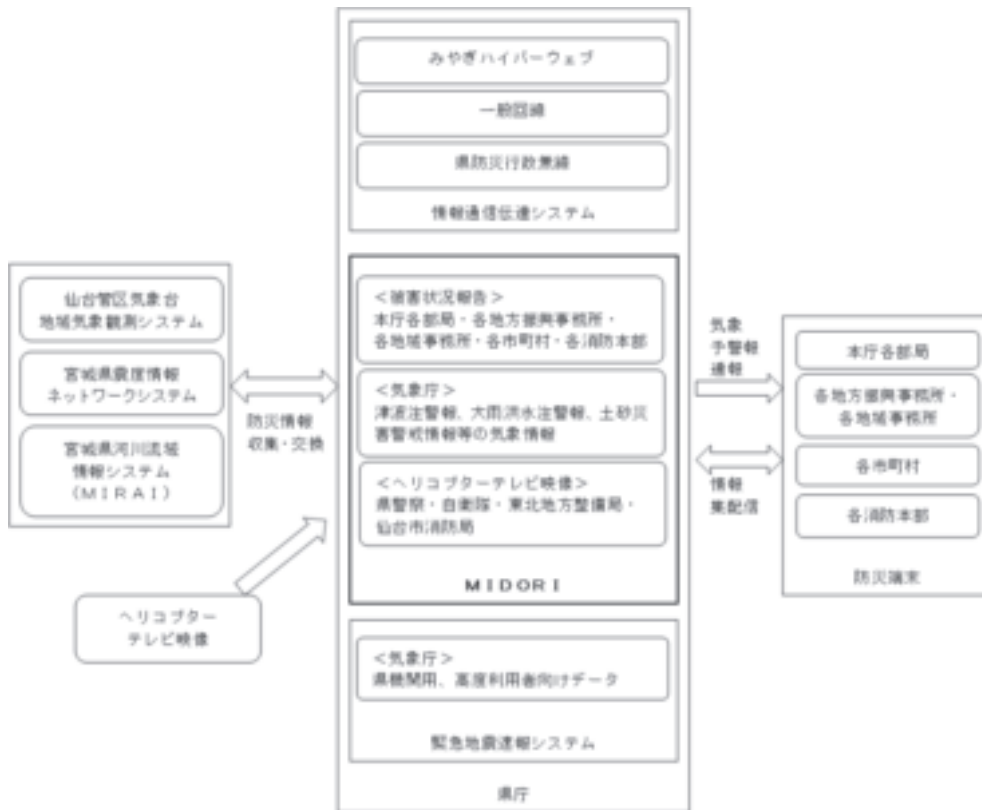 みやぎハイパーウェブ
一般回線
県防災行政無線
情報通信伝達システム
仙台管区気象台
地域気象観測システム
宮城県震度情報
ネットワークシステム
宮城県河川流域
情報システム
(MIRAI)
防災情報
収集・交換
ヘリコプター
テレビ映像
<被害状況報告>
本庁各部局・各地方振興事務所・
各地域事務所・各市町村・各消防本部
<気象庁>
津波注警報、大雨洪水注警報、土砂災
害警戒情報等の気象情報
<ヘリコプターテレビ映像>
県警察・自衛隊・東北地方整備局・
仙台市消防局
MIDORI
<気象庁>
県機関用、高度利用者向けデータ
緊急地震速報システム
県庁
気象
予警報
通報
情報
集配信
本庁各部局
各地方振興事務所・
各地域事務所
各市町村
各消防本部
防災端末